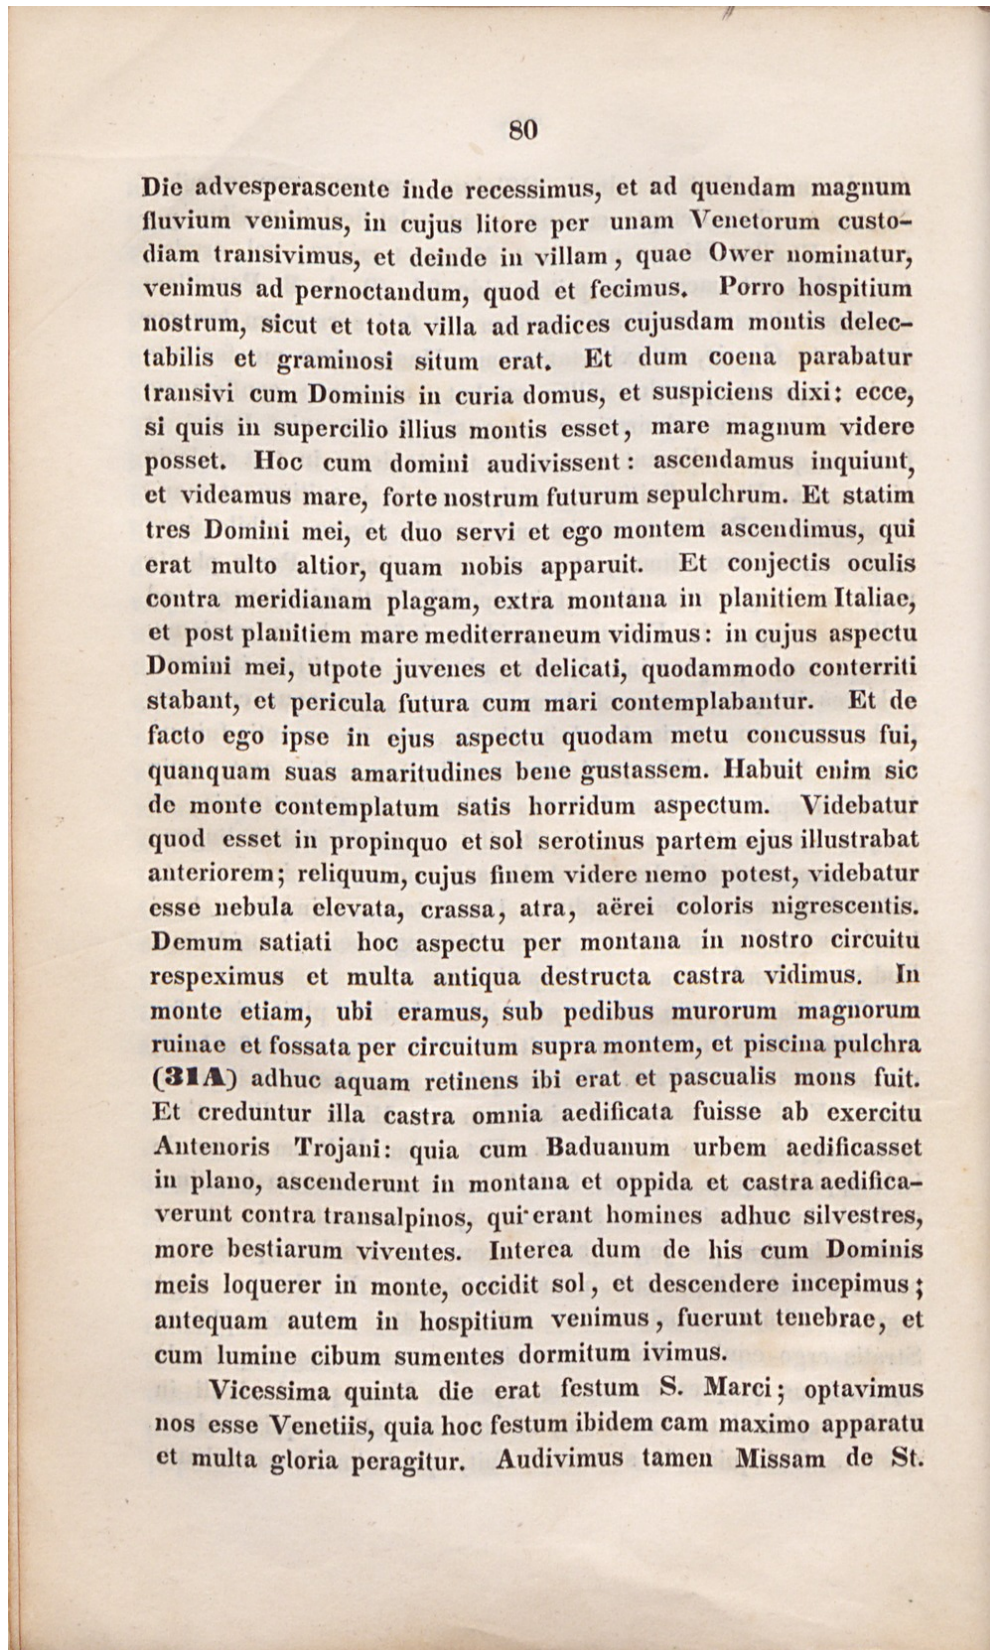 80
Die advesperascente inde recessimus, et ad quendam magnum
fluvium venimus, in cujus litore per unam Venetorum custo-
diam transivimus, et deinde in villam, quae Ower nominatur,
venimus ad pernoctandum, quod et fecimus. Porro hospitium
nostrum, sicut et tota villa ad radices cujusdam montis delec-
tabilis et graminosi situm erat. Et dum coena parabatur
transivi cum Dominis in curia domus, et suspiciens dixi: ecce,
si quis in supercilio illius montis esset, mare magnum videre
posset. Hoc cum domini audivissent: ascendamus inquiunt,
et videamus mare, forte nostrum futurum sepulchrum. Et statim
tres Domini mei, et duo servi et ego montem ascendimus, qui
erat multo altior, quam nobis apparuit. Et conjectis oculis
contra meridianam plagam, extra montana in planitiem Italiae,
et post planitiem mare mediterraneum vidimus: in cujus aspectu
Domini mei, utpote juvenes et delicati, quodammodo conterriti
stabant, et pericula futura cum mari contemplabantur. Et de
facto ego ipse in ejus aspectu quodam metu concussus fui,
quanquam suas amaritudines bene gustassem. Habuit enim sic
de monte contemplatum satis horridum aspectum. Videbatur
quod esset in propinquo et sol serotinus partem ejus illustrabat
anteriorem; reliquum, cujus finem videre nemo potest, videbatur
esse nebula elevata, crassa, atra, aërei coloris nigrescentis.
Demum satiati hoc aspectu per montana in nostro circuitu
respeximus et multa antiqua destructa castra vidimus. In
monte etiam, ubi eramus, sub pedibus murorum magnorum
ruinae et fossata per circuitum supra montem, et piscina pulchra
(31A) adhuc aquam retinens ibi erat et pascualis mons fuit.
Et creduntur illa castra omnia aedificata fuisse ab exercitu
Antenoris Trojani: quia cum Baduanum urbem aedificasset
in plano, ascenderunt in montana et oppida et castra aedifica-
verunt contra transalpinos, qui erant homines adhuc silvestres,
more bestiarum viventes. Interea dum de his cum Dominis
meis loquerer in monte, occidit sol, et descendere incepimus;
antequam autem in hospitium venimus, fuerunt tenebrae, et
cum lumine cibum sumentes dormitum ivimus.
Vicessima quinta die erat festum S. Marci; optavimus
nos esse Venetiis, quia hoc festum ibidem cam maximo apparatu
et multa gloria peragitur. Audivimus tamen Missam de St.